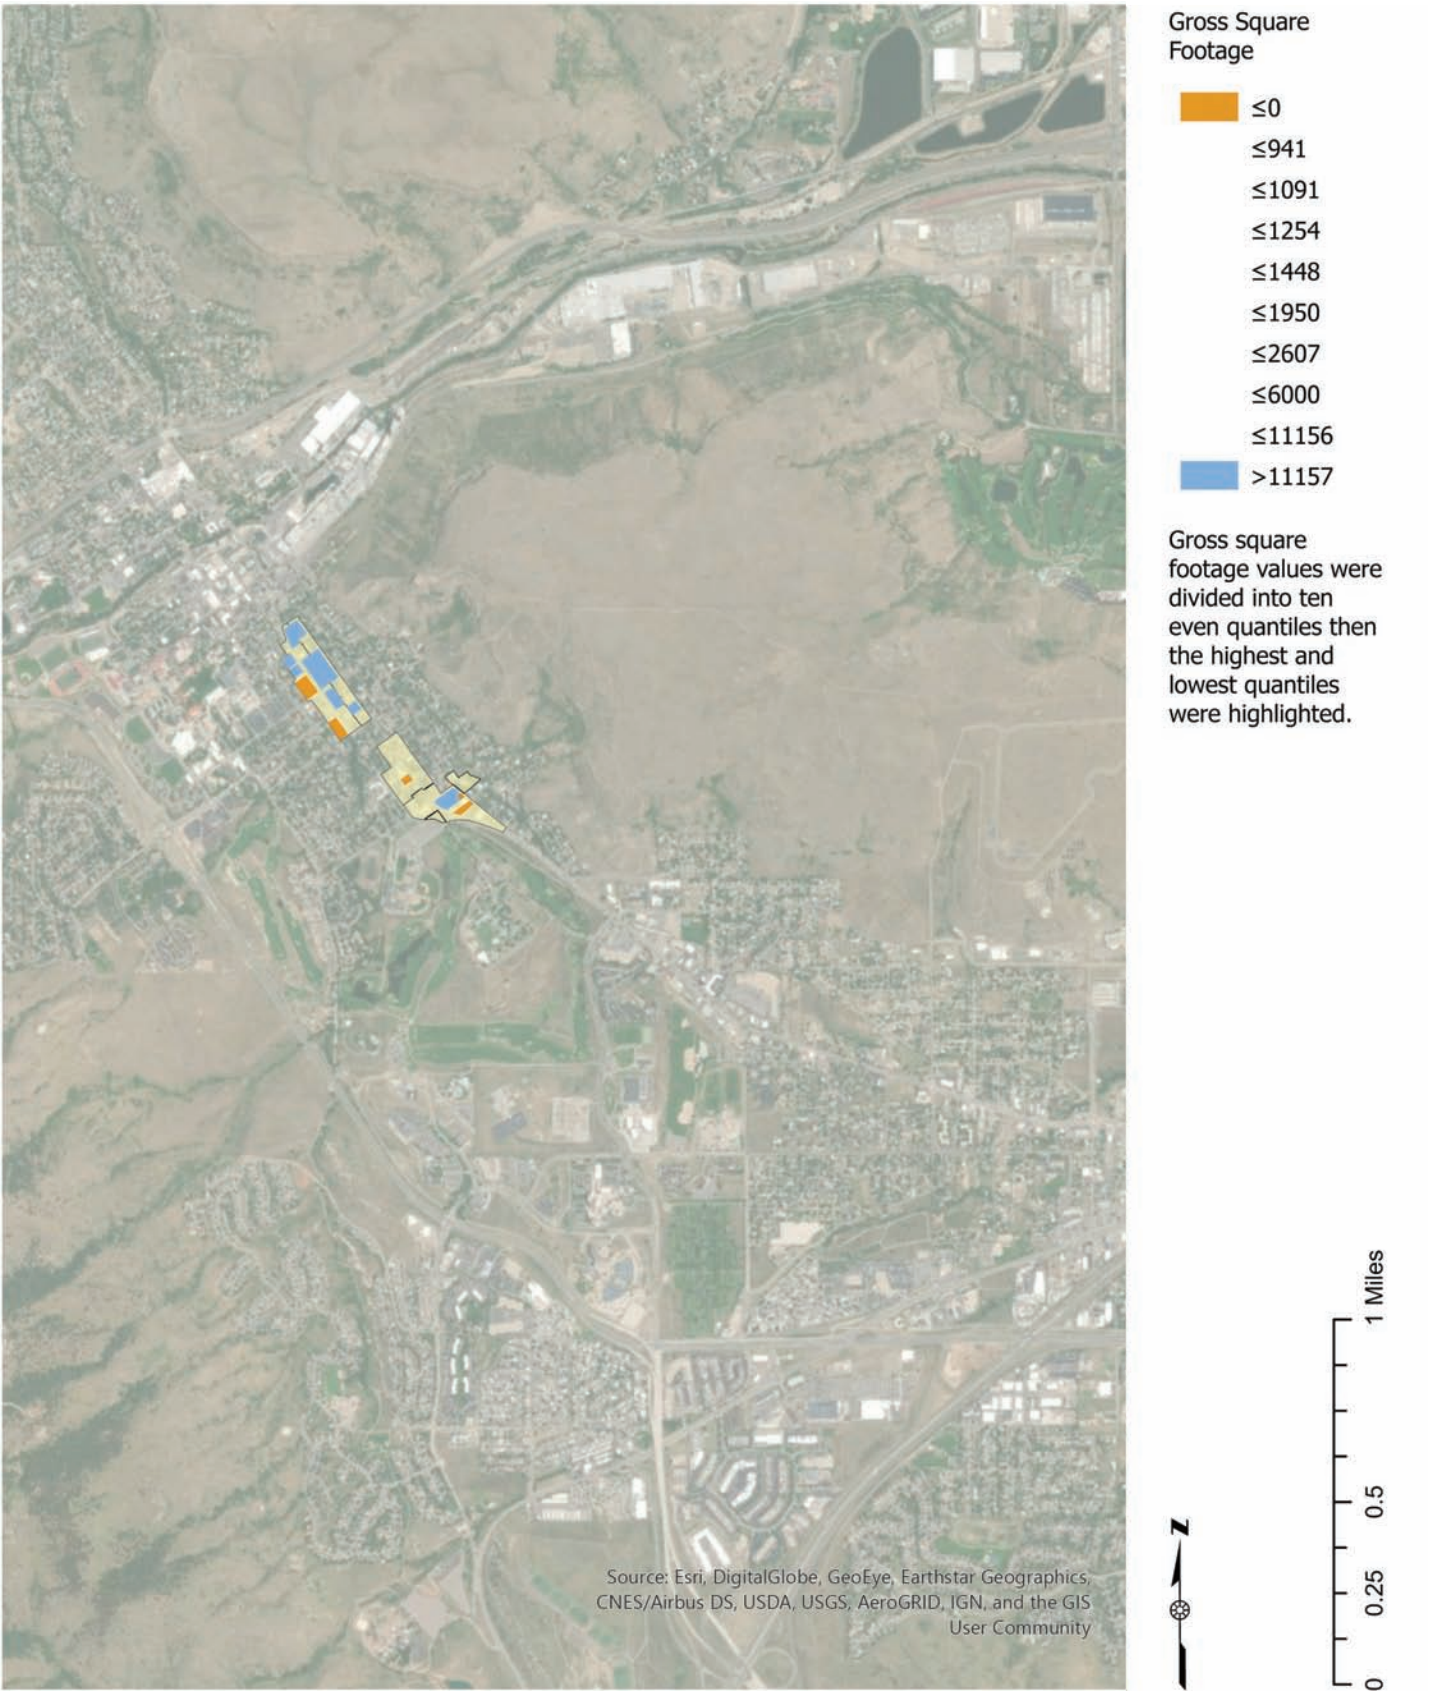 Gross Square
Footage
≤0
≤941
≤1091
≤1254
≤1448
≤1950
≤2607
≤6000
≤11156
>11157
Gross square
footage values were
divided into ten
even quantiles then
the highest and
lowest quantiles
were highlighted.
N
1 Miles
0.5
0.25
0
Source: Esri, DigitalGlobe, GeoEye, Earthstar Geographics,
CNES/Airbus DS, USDA, USGS, AeroGRID, IGN, and the GIS
User Community